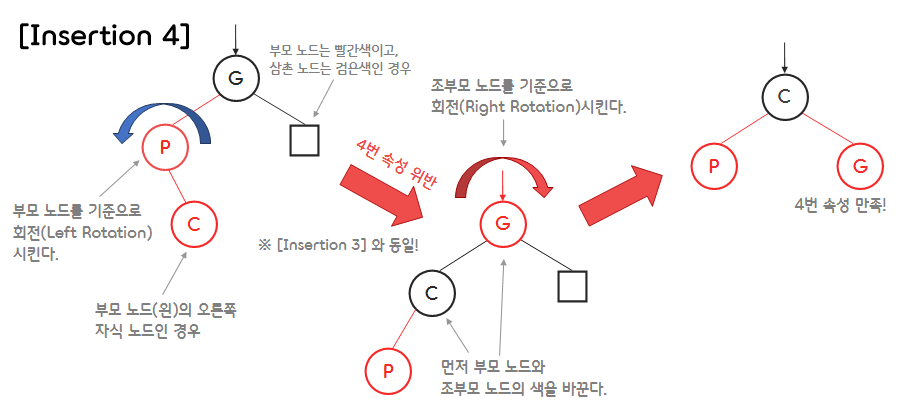 [Insertion 4]
부모 노드는 빨간색이고,
삼촌 노드는 검은색인 경우
G
P
C
부모 노드를 기준으로
회전(Left Rotation)
시킨다.
부모 노드(왼)의 오른쪽
자식 노드인 경우
4번 속성 위반
※ [Insertion 3] 와 동일!
조부모 노드를 기준으로
회전(Right Rotation)시킨다.
G
C
P
먼저 부모 노드와
조부모 노드의 색을 바꾼다.
C
P
G
4번 속성 만족!